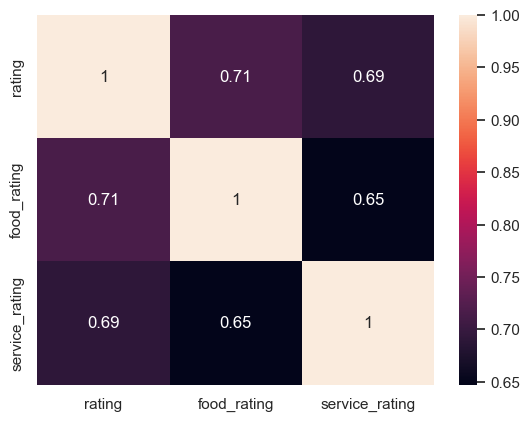 rating
food_rating
service_rating
1 0.71 0.69
0.71 1 0.65
0.69 0.65 1
rating food_rating service_rating
1.00
0.95
0.90
0.85
0.80
0.75
0.70
0.65